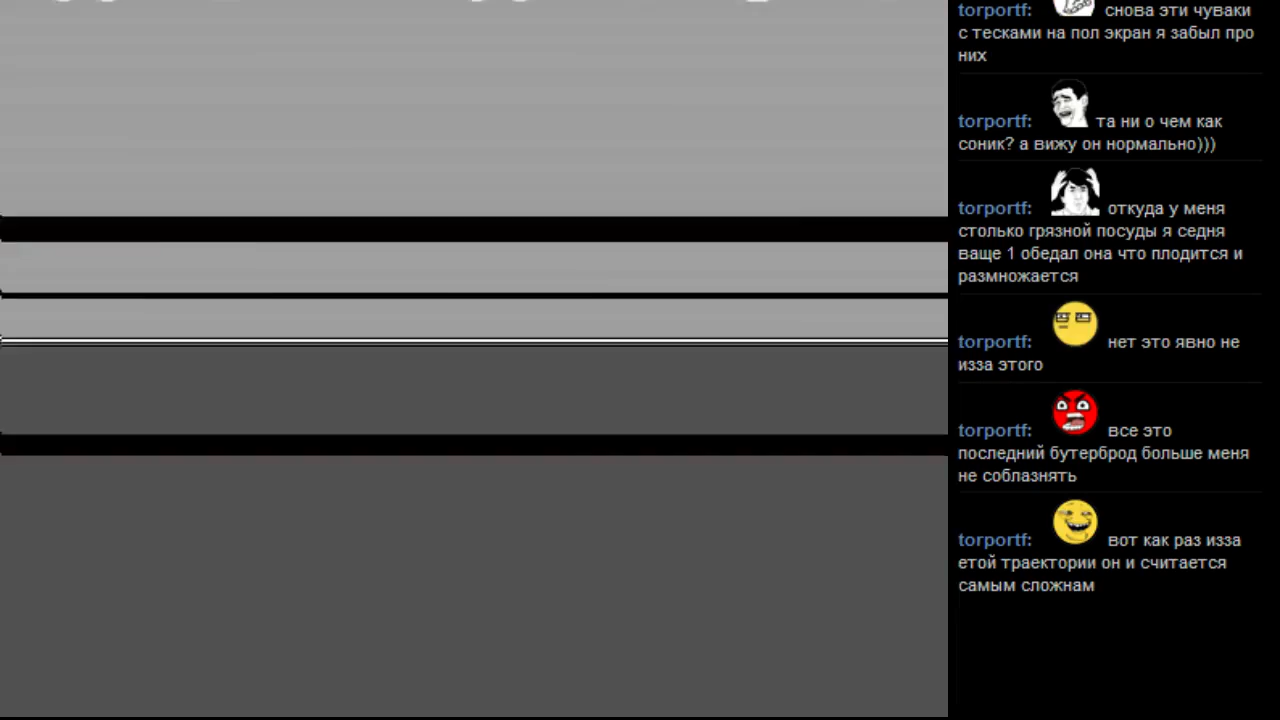 torportf: снова эти чуваки
с тесками на пол экран я забыл про
них
torportf: та ни о чем как
соник? а вижу он нормально)))
torportf: откуда у меня
столько грязной посуды я седня
ваще 1 обедал она что плодится и
размножается
torportf: нет это явно не
изза этого
torportf: все это
последний бутерброд больше меня
не соблазнять
torportf: вот как раз изза
етой траектории он и считается
самым сложнам